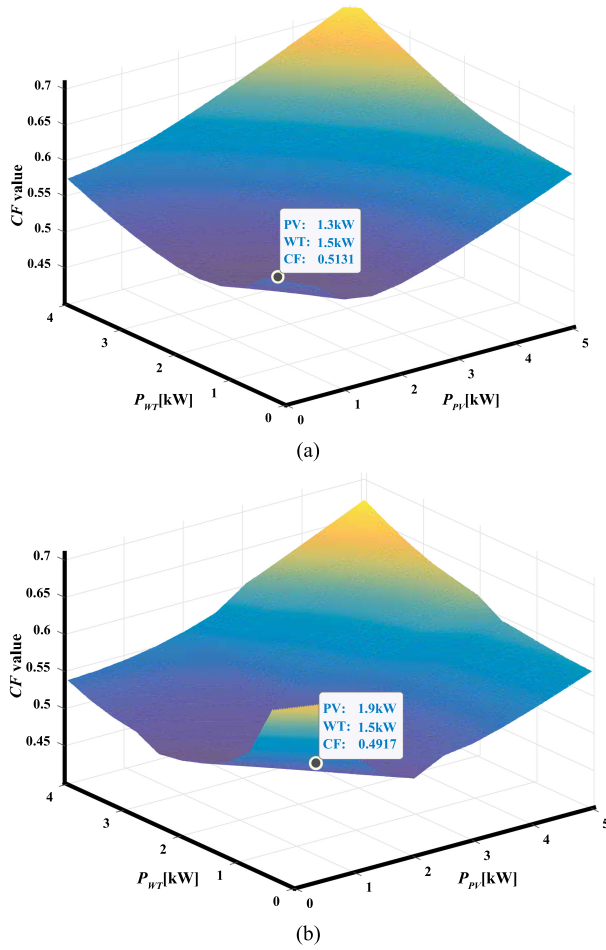 0.7
0.65
0.6
0.55
0.5
0.45
CF value
PV: 1.3kW
WT: 1.5kW
CF: 0.5131
4
3
2
1
0
P_WT[kW]
0
1
2
3
4
5
P_PV[kW]
(a)
0.7
0.65
0.6
0.55
0.5
0.45
CF value
PV: 1.9kW
WT: 1.5kW
CF: 0.4917
4
3
2
1
0
P_WT[kW]
0
1
2
3
4
5
P_PV[kW]
(b)